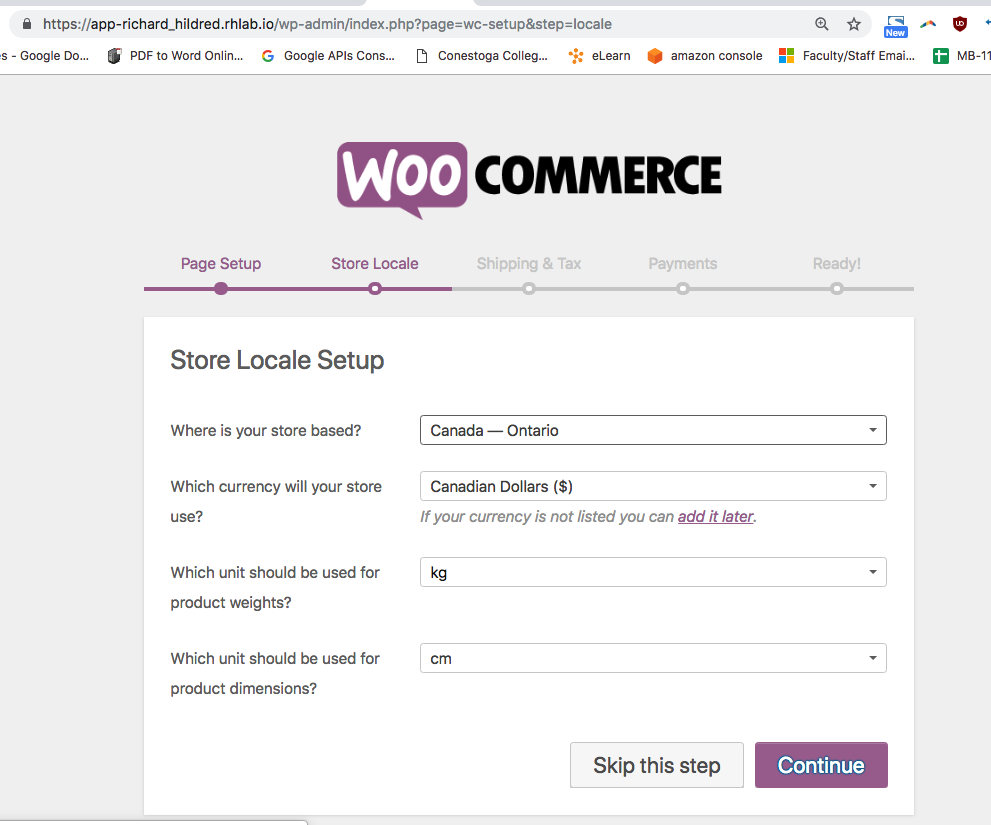 https://app-richard_hildred.rhlab.io/wp-admin/index.php?page=wc-setup&step=locale
New
s - Google Do... PDF to Word Onlin... Google APIs Cons... Conestoga Colleg... eLearn amazon console Faculty/Staff Emai... MB-11
WOO COMMERCE
Page Setup Store Locale Shipping & Tax Payments Ready!
Store Locale Setup
Where is your store based? Canada — Ontario
Which currency will your store Canadian Dollars ($)
use? If your currency is not listed you can add it later.
Which unit should be used for kg
product weights?
Which unit should be used for cm
product dimensions?
Skip this step Continue